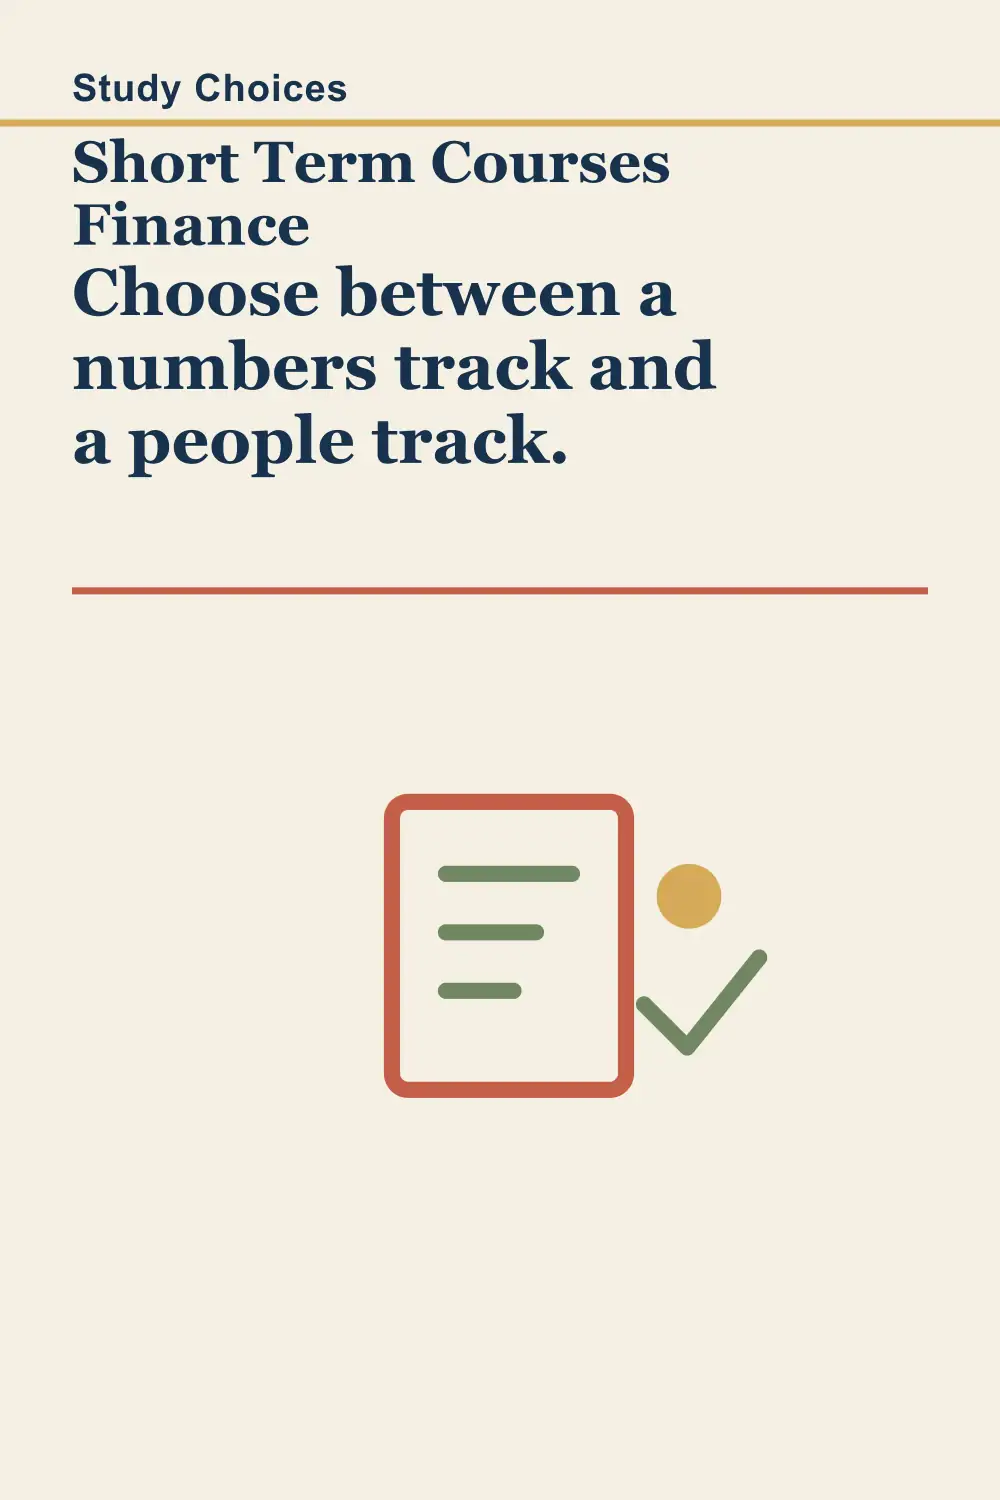 Study Choices
Short Term Courses
Finance
Choose between a
numbers track and
a people track.